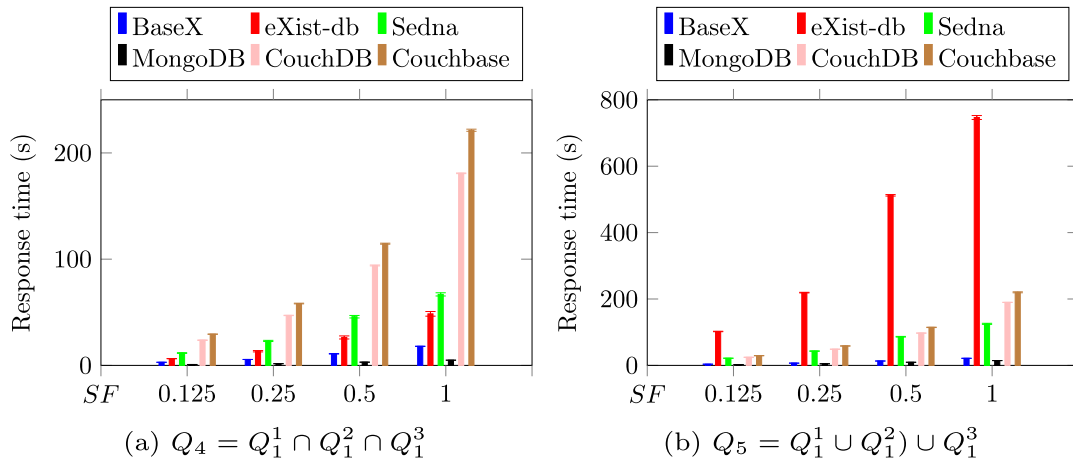 BaseX eXist-db Sedna
MongoDB CouchDB Couchbase
Response time (s)
200
100
0
SF 0.125 0.25 0.5 1
(a) Q₄ = Q₁¹ ∩ Q₁² ∩ Q₁³
BaseX eXist-db Sedna
MongoDB CouchDB Couchbase
Response time (s)
800
600
400
200
0
SF 0.125 0.25 0.5 1
(b) Q₅ = Q₁¹ ∪ Q₁²) ∪ Q₁³